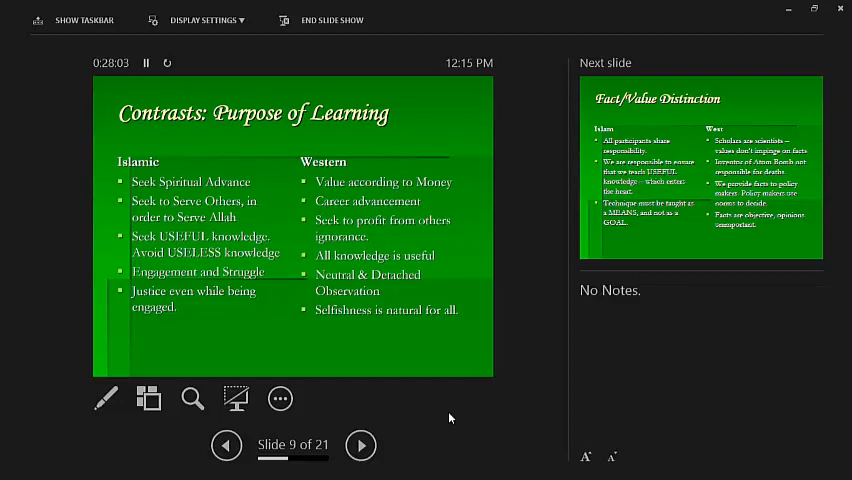 SHOW TASKBAR
DISPLAY SETTINGS ▼
END SLIDE SHOW
0:28:03
12:15 PM
Contrasts: Purpose of Learning
Islamic
Seek Spiritual Advance
Seek to Serve Others, in
order to Serve Allah
Seek USEFUL knowledge.
Avoid USELESS knowledge
Engagement and Struggle
Justice even while being
engaged.
Western
Value according to Money
Career advancement
Seek to profit from others
ignorance.
All knowledge is useful
Neutral & Detached
Observation
Selfishness is natural for all.
Slide 9 of 21
Next slide
Fact/Value Distinction
Islam
All participants share
responsibility.
We are responsible to ensure
that we teach USEFUL
knowledge – which enters
the heart.
Technique must be taught as
a MEANS, and not as a
GOAL.
West
Scholars are scientists –
values don't impinge on facts
Inventor of Atom Bomb not
responsible for deaths.
We provide facts to policy
makers. Policy makers use
norms to decide.
Facts are objective, opinions
unimportant.
No Notes.
A A